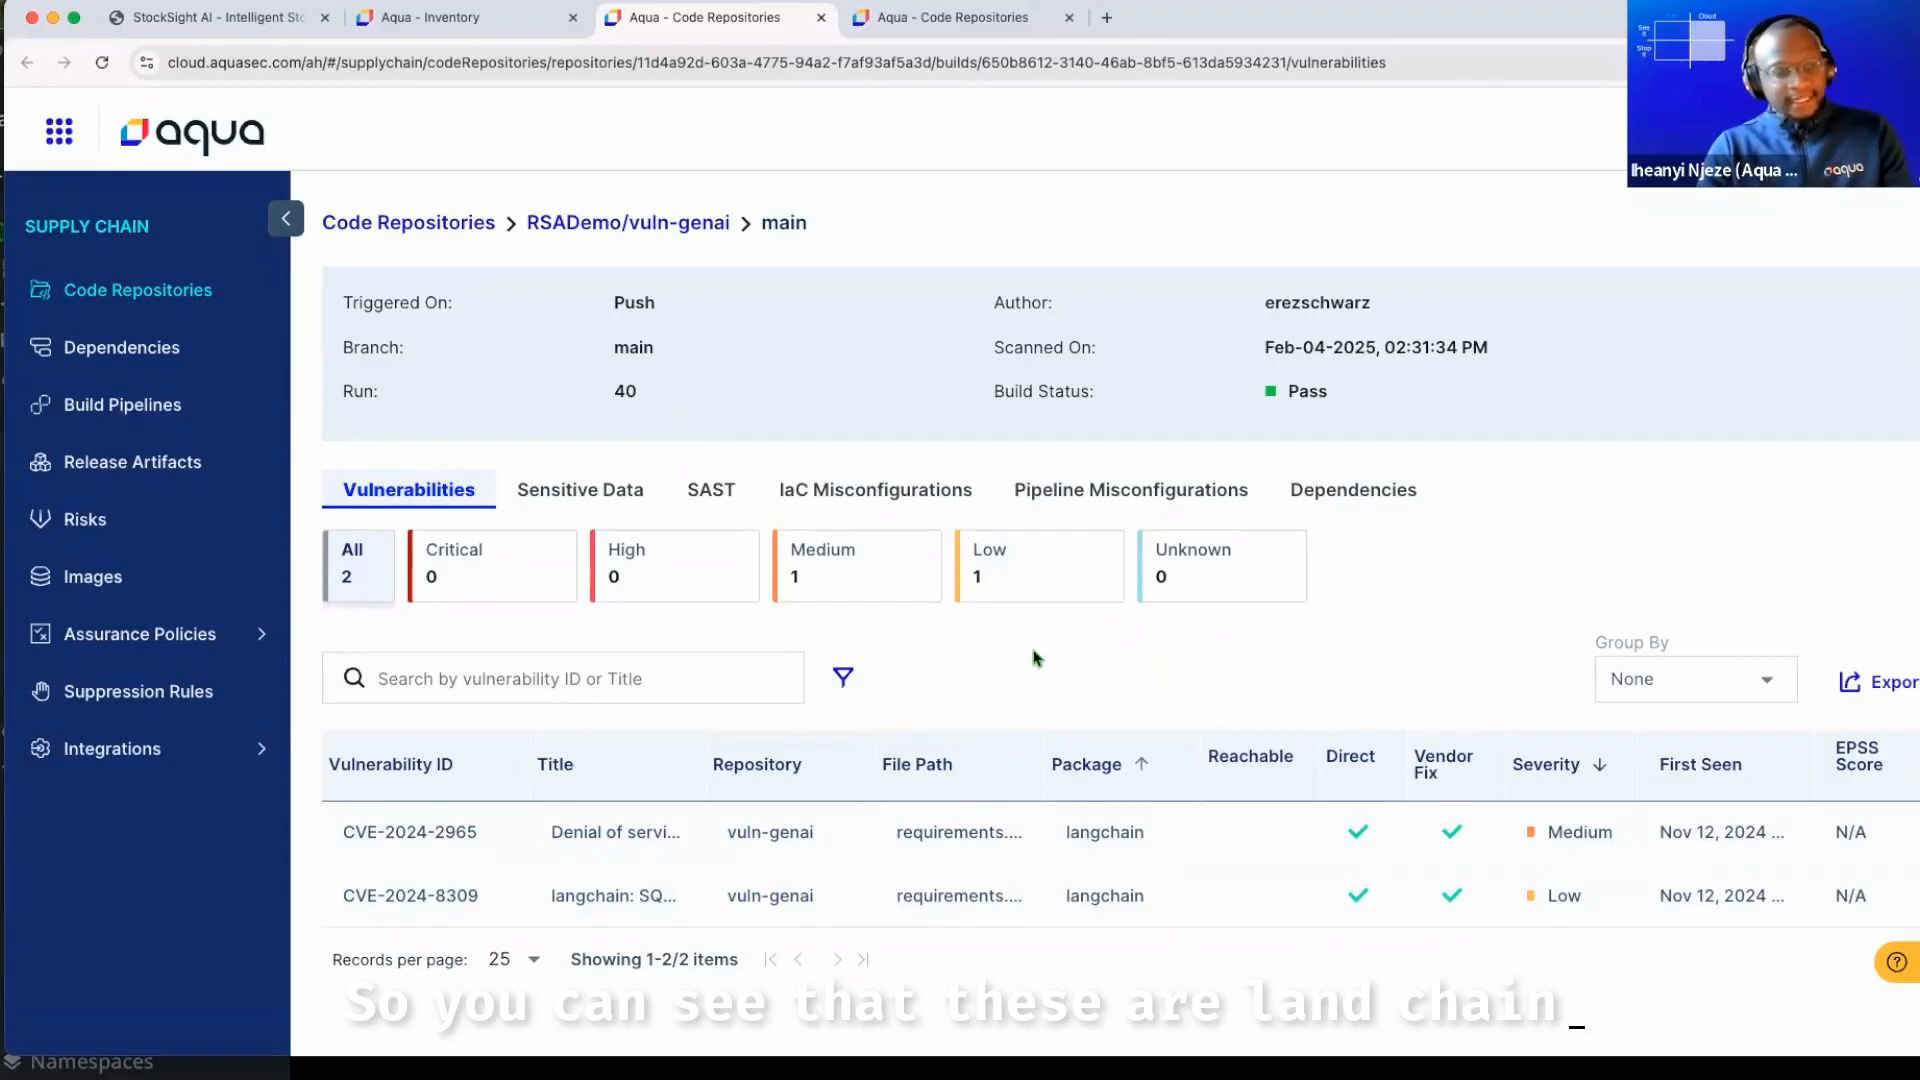 StockSight AI - Intelligent Sto
Aqua - Inventory
Aqua - Code Repositories
Aqua - Code Repositories
cloud.aquasec.com/ah/#/supplychain/codeRepositories/repositories/11d4a92d-603a-4775-94a2-f7af93af5a3d/builds/650b8612-3140-46ab-8bf5-613da5934231/vulnerabilities
Cloud
See It
Stop It
aqua
Iheanyi Njeze (Aqua ...
aqua
SUPPLY CHAIN
Code Repositories
Dependencies
Build Pipelines
Release Artifacts
Risks
Images
Assurance Policies
Suppression Rules
Integrations
Namespaces
Code Repositories > RSADemo/vuln-genai > main
Triggered On: Push Author: erezschwarz
Branch: main Scanned On: Feb-04-2025, 02:31:34 PM
Run: 40 Build Status: Pass
Vulnerabilities Sensitive Data SAST IaC Misconfigurations Pipeline Misconfigurations Dependencies
All Critical High Medium Low Unknown
2 0 0 1 1 0
Group By
Search by vulnerability ID or Title None Expor
Vulnerability ID Title Repository File Path Package Reachable Direct Vendor Fix Severity First Seen EPSS Score
CVE-2024-2965 Denial of servi... vuln-genai requirements.... langchain Medium Nov 12, 2024 ... N/A
CVE-2024-8309 langchain: SQ... vuln-genai requirements.... langchain Low Nov 12, 2024 ... N/A
Records per page: 25 Showing 1-2/2 items
So you can see that these are land chain _